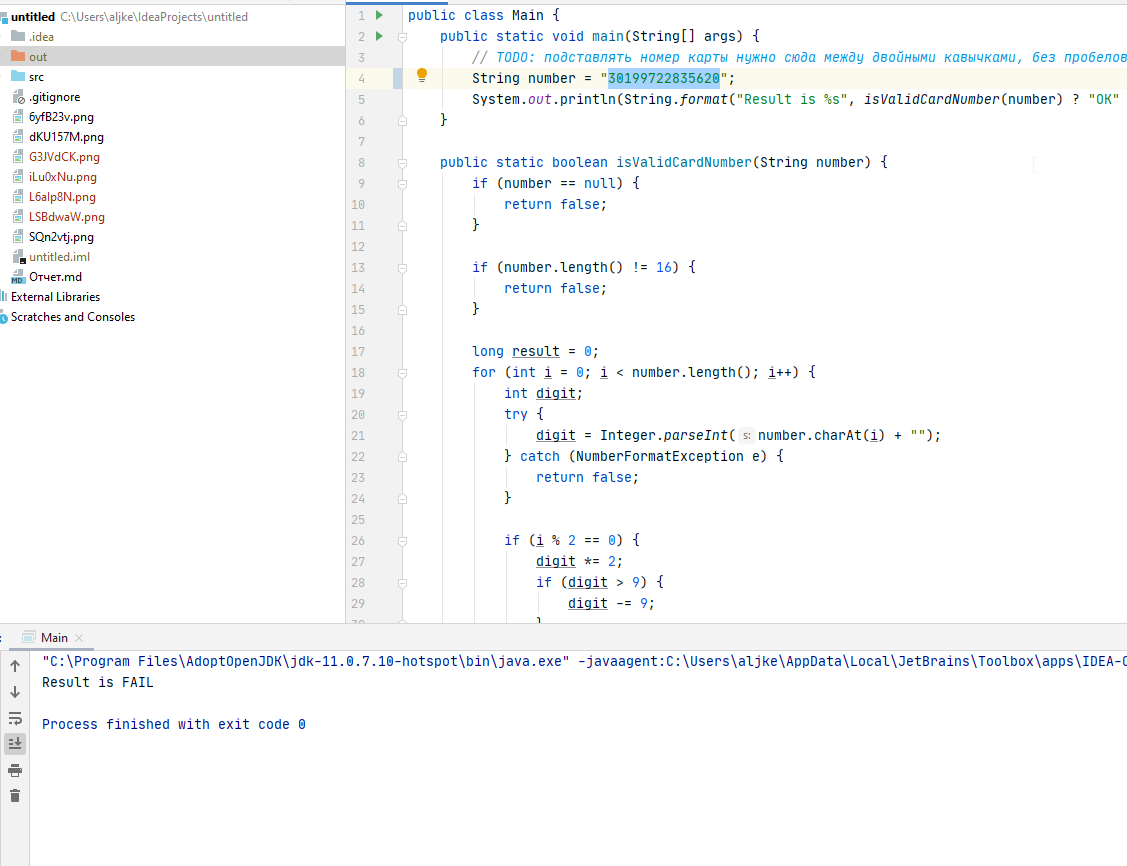 untitled C:\Users\aljke\IdeaProjects\untitled
.idea
out
src
.gitignore
6yfB23v.png
dKU157M.png
G3JVdCK.png
iLu0xNu.png
L6alp8N.png
LSBdwaW.png
SQn2vtj.png
untitled.iml
MD Отчет.md
External Libraries
Scratches and Consoles
1 public class Main {
2 public static void main(String[] args) {
3 // TODO: подставлять номер карты нужно сюда между двойными кавычками, без пробелов
4 String number = "30199722835620";
5 System.out.println(String.format("Result is %s", isValidCardNumber(number) ? "OK"
6 }
7
8 public static boolean isValidCardNumber(String number) {
9 if (number == null) {
10 return false;
11 }
12
13 if (number.length() != 16) {
14 return false;
15 }
16
17 long result = 0;
18 for (int i = 0; i < number.length(); i++) {
19 int digit;
20 try {
21 digit = Integer.parseInt( s: number.charAt(i) + "");
22 } catch (NumberFormatException e) {
23 return false;
24 }
25
26 if (i % 2 == 0) {
27 digit *= 2;
28 if (digit > 9) {
29 digit -= 9;
: Main
"C:\Program Files\AdoptOpenJDK\jdk-11.0.7.10-hotspot\bin\java.exe" -javaagent:C:\Users\aljke\AppData\Local\JetBrains\Toolbox\apps\IDEA-C
Result is FAIL
Process finished with exit code 0